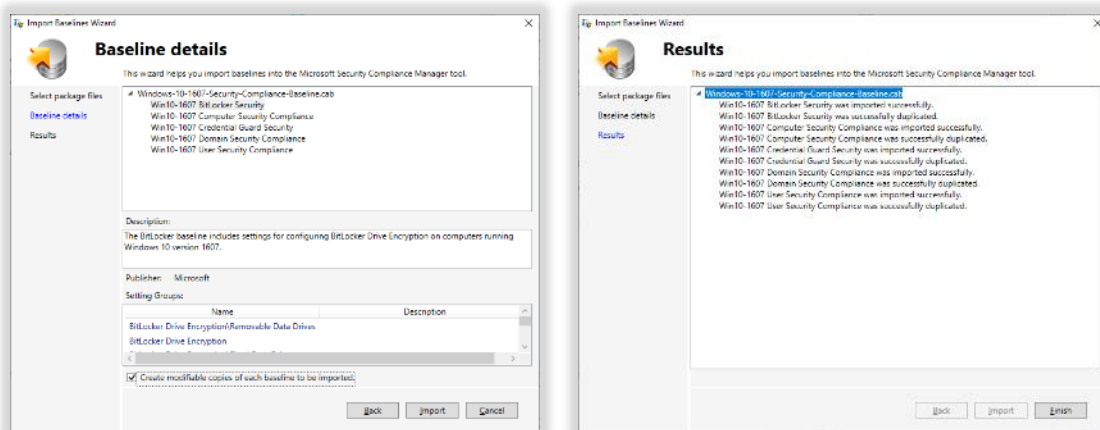 Import Baselines Wizard
Baseline details
This wizard helps you import baselines into the Microsoft Security Compliance Manager tool.
Select package files
Baseline details
Results
Windows-10-1607-Security-Compliance-Baseline.cab
Win10-1607 BitLocker Security
Win10-1607 Computer Security Compliance
Win10-1607 Credential Guard Security
Win10-1607 Domain Security Compliance
Win10-1607 User Security Compliance
Description:
The BitLocker baseline includes settings for configuring BitLocker Drive Encryption on computers running
Windows 10 version 1607.
Publisher: Microsoft
Setting Groups:
Name Description
BitLocker Drive Encryption\Removable Data Drives
BitLocker Drive Encryption
Create modifiable copies of each baseline to be imported.
Back Import Cancel
Import Baselines Wizard
Results
This wizard helps you import baselines into the Microsoft Security Compliance Manager tool.
Select package files
Baseline details
Results
Windows-10-1607-Security-Compliance-Baseline.cab
Win10-1607 BitLocker Security was imported successfully.
Win10-1607 BitLocker Security was successfully duplicated.
Win10-1607 Computer Security Compliance was imported successfully.
Win10-1607 Computer Security Compliance was successfully duplicated.
Win10-1607 Credential Guard Security was imported successfully.
Win10-1607 Credential Guard Security was successfully duplicated.
Win10-1607 Domain Security Compliance was imported successfully.
Win10-1607 Domain Security Compliance was successfully duplicated.
Win10-1607 User Security Compliance was imported successfully.
Win10-1607 User Security Compliance was successfully duplicated.
Back Import Finish